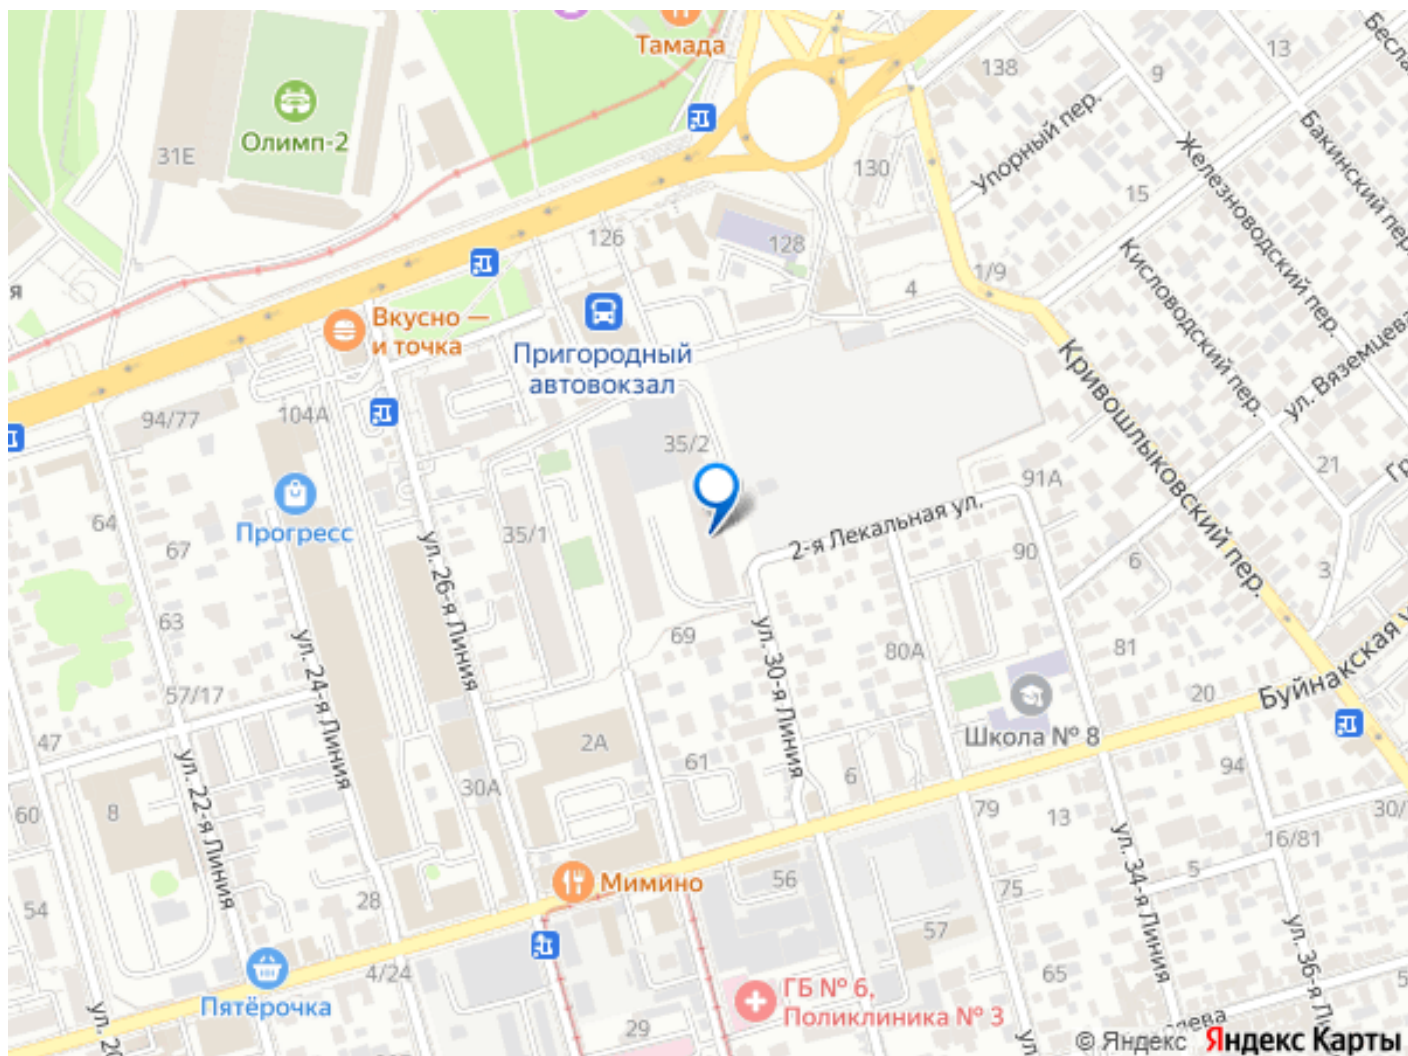 Тамада
138
13
9
Бакинский пер.
Упорный пер.
Железноводский пер.
Олимп-2
31Е
130
15
126
128
Кисловодский пер.
1/9
4
ул. Вяземцева
Вкусно —
и точка
Пригородный
автовокзал
Кривошлыковский пер.
94/77
104А
35/2
21
91А
Прогресс
64
67
35/1
2-я Лекальная ул.
90
6
3
ул. 26-я Линия
63
69
80А
81
ул. 24-я Линия
ул. 30-я Линия
57/17
20
Буйнакская
Школа № 8
47
2А
61
6
94
ул. 22-я Линия
30А
60
8
79
13
30/
16/81
ул. 34-я Линия
5
Мимино
56
75
54
28
57
ул. 36-я
4/24
65
Пятёрочка
ГБ № 6,
Поликлиника № 3
29
ул.
© Яндекс Яндекс Карты